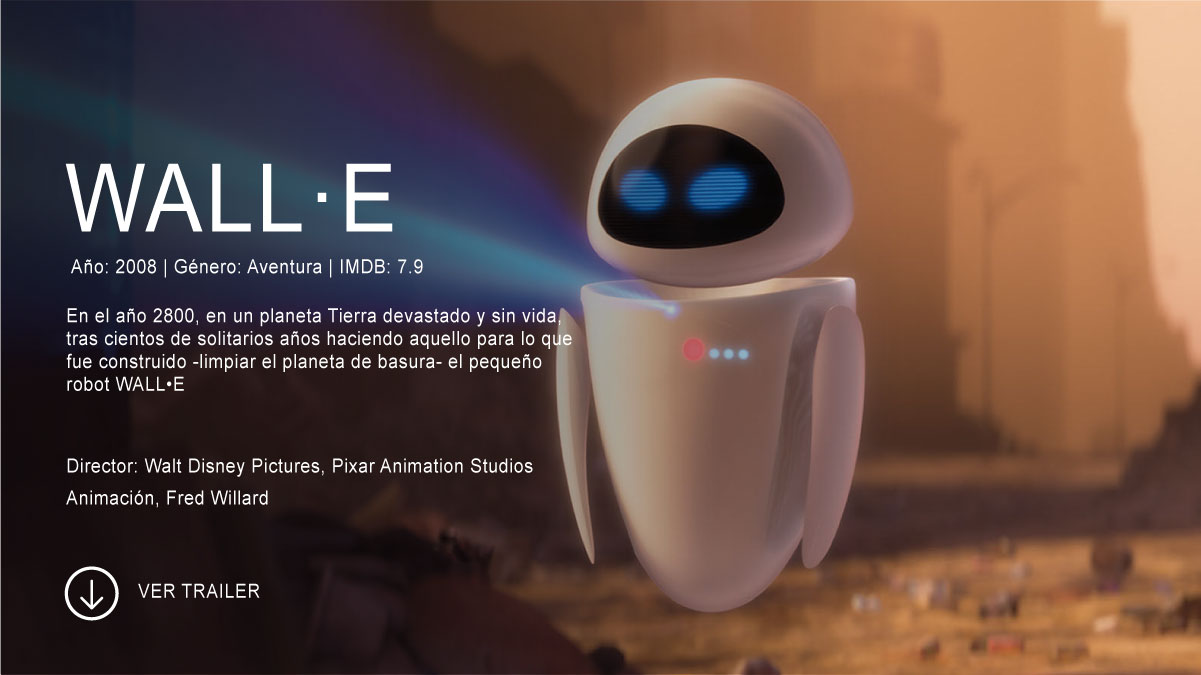 WALL·E
Año: 2008 | Género: Aventura | IMDB: 7.9
En el año 2800, en un planeta Tierra devastado y sin vida,
tras cientos de solitarios años haciendo aquello para lo que
fue construido -limpiar el planeta de basura- el pequeño
robot WALL•E
Director: Walt Disney Pictures, Pixar Animation Studios
Animación, Fred Willard
VER TRAILER